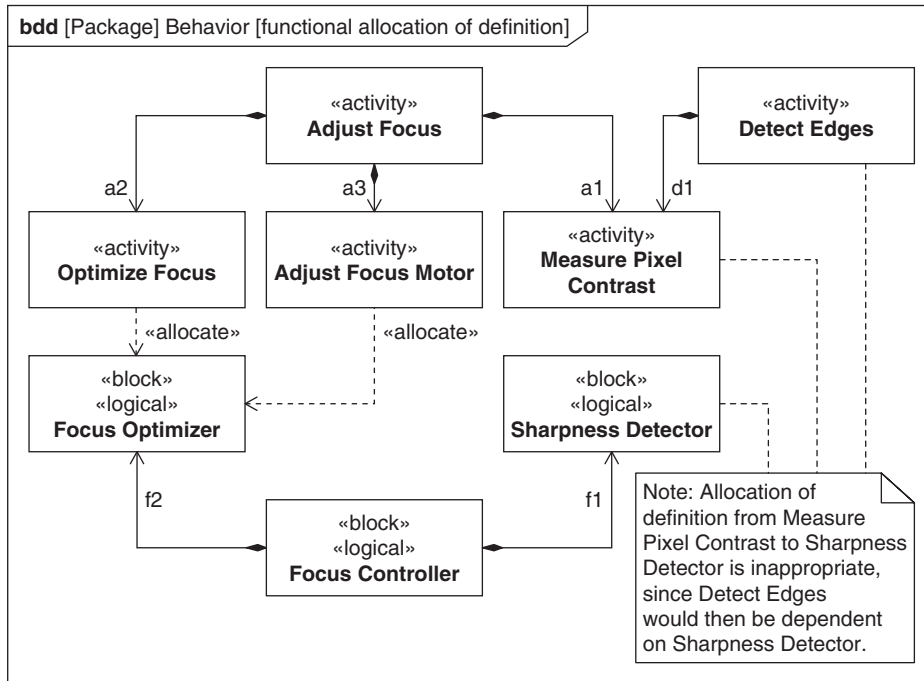 bdd [Package] Behavior [functional allocation of definition]
«activity»
Adjust Focus
«activity»
Detect Edges
a2
a3
a1
d1
«activity»
Optimize Focus
«activity»
Adjust Focus Motor
«activity»
Measure Pixel
Contrast
«allocate»
«allocate»
«block»
«logical»
Focus Optimizer
«block»
«logical»
Sharpness Detector
f2
f1
«block»
«logical»
Focus Controller
Note: Allocation of
definition from Measure
Pixel Contrast to Sharpness
Detector is inappropriate,
since Detect Edges
would then be dependent
on Sharpness Detector.